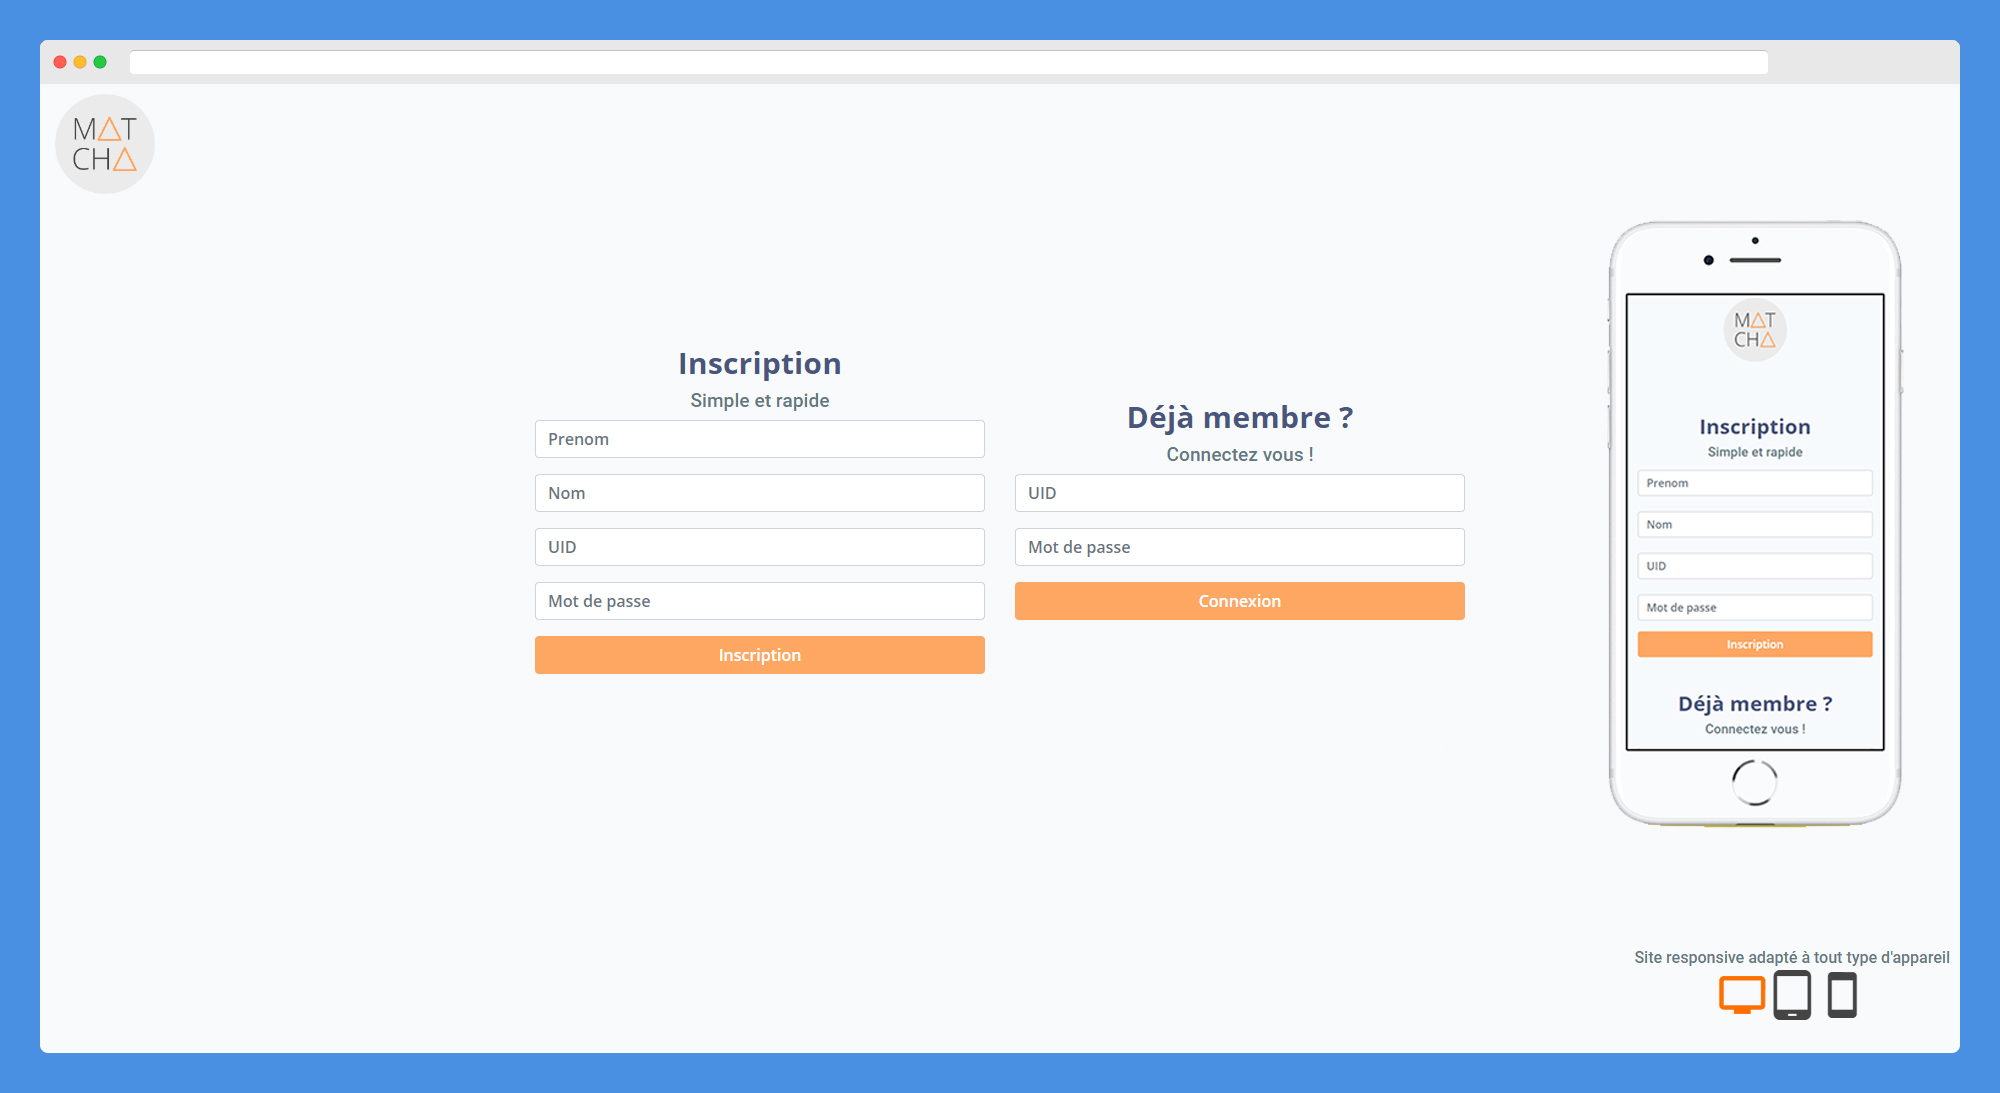 MAT
CHA
Inscription
Simple et rapide
Prenom
Nom
UID
Mot de passe
Inscription
Déjà membre ?
Connectez vous !
UID
Mot de passe
Connexion
MAT
CHA
Inscription
Simple et rapide
Prenom
Nom
UID
Mot de passe
Inscription
Déjà membre ?
Connectez vous !
Site responsive adapté à tout type d'appareil